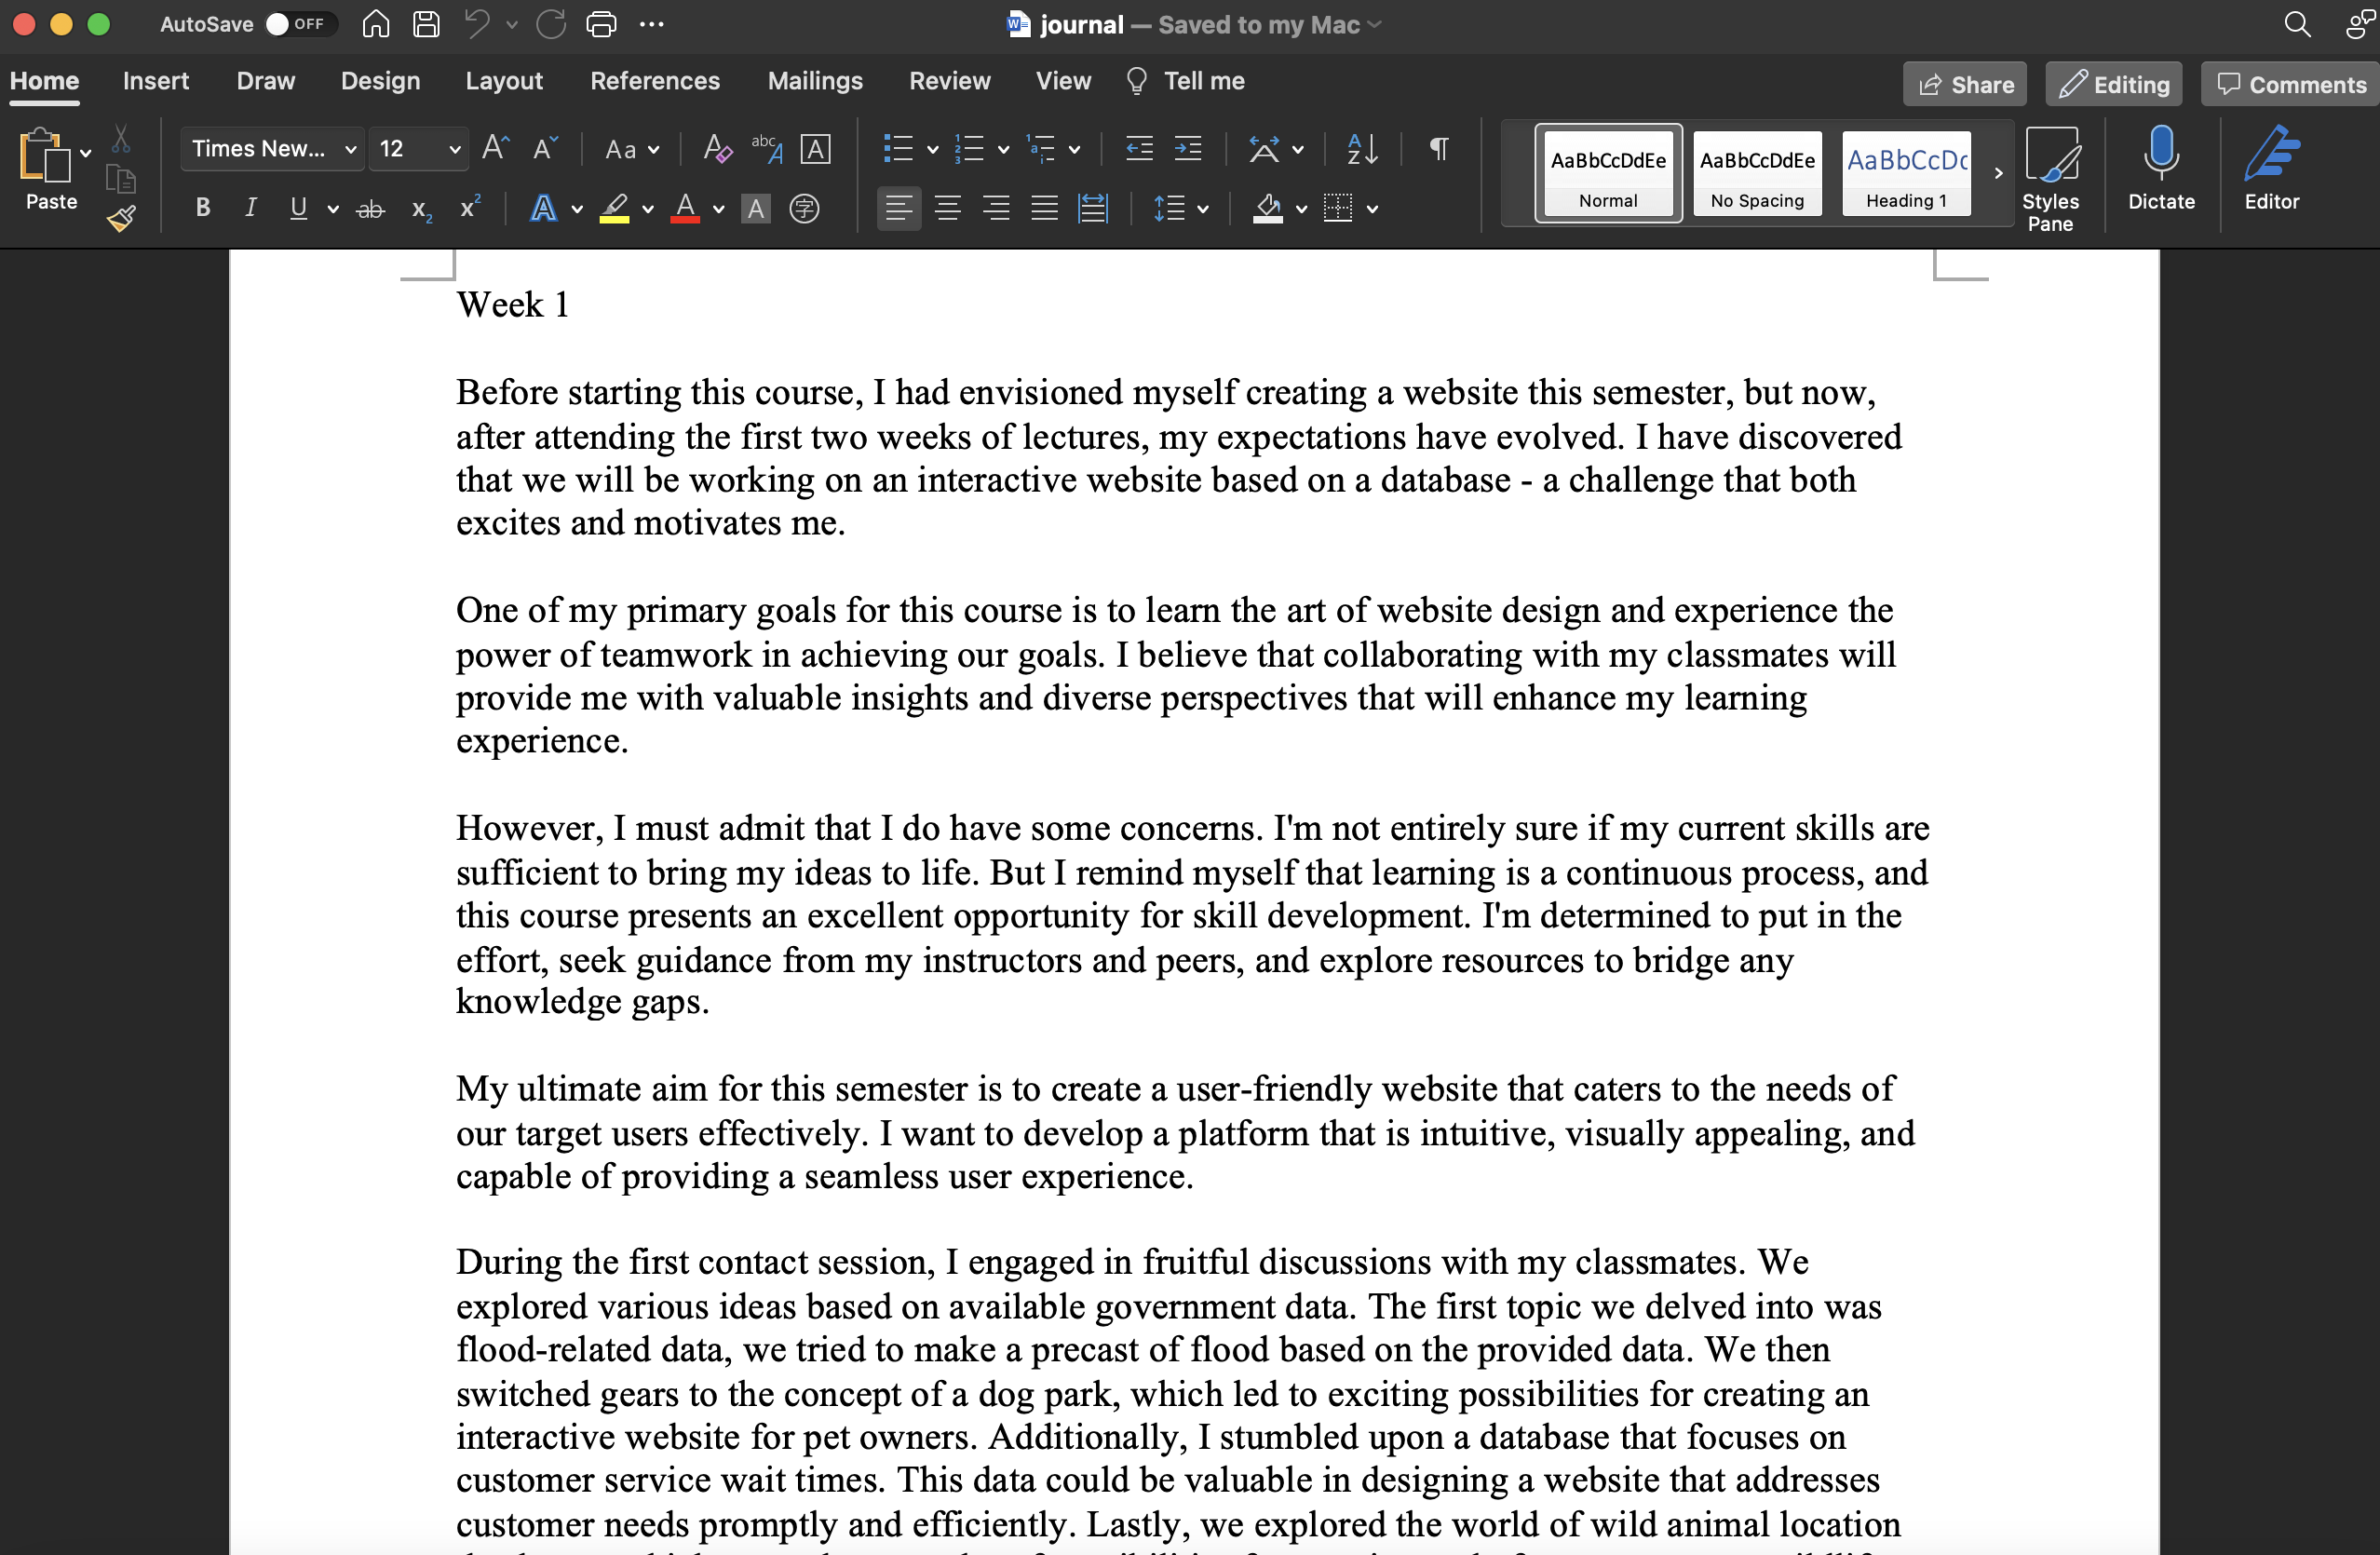 AutoSave OFF journal — Saved to my Mac
Home Insert Draw Design Layout References Mailings Review View Tell me Share Editing Comments
Paste Times New... 12 Aa AaBbCcDdEe Normal AaBbCcDdEe No Spacing AaBbCcDc Heading 1 Styles Pane Dictate Editor
Week 1
Before starting this course, I had envisioned myself creating a website this semester, but now,
after attending the first two weeks of lectures, my expectations have evolved. I have discovered
that we will be working on an interactive website based on a database - a challenge that both
excites and motivates me.
One of my primary goals for this course is to learn the art of website design and experience the
power of teamwork in achieving our goals. I believe that collaborating with my classmates will
provide me with valuable insights and diverse perspectives that will enhance my learning
experience.
However, I must admit that I do have some concerns. I'm not entirely sure if my current skills are
sufficient to bring my ideas to life. But I remind myself that learning is a continuous process, and
this course presents an excellent opportunity for skill development. I'm determined to put in the
effort, seek guidance from my instructors and peers, and explore resources to bridge any
knowledge gaps.
My ultimate aim for this semester is to create a user-friendly website that caters to the needs of
our target users effectively. I want to develop a platform that is intuitive, visually appealing, and
capable of providing a seamless user experience.
During the first contact session, I engaged in fruitful discussions with my classmates. We
explored various ideas based on available government data. The first topic we delved into was
flood-related data, we tried to make a precast of flood based on the provided data. We then
switched gears to the concept of a dog park, which led to exciting possibilities for creating an
interactive website for pet owners. Additionally, I stumbled upon a database that focuses on
customer service wait times. This data could be valuable in designing a website that addresses
customer needs promptly and efficiently. Lastly, we explored the world of wild animal location